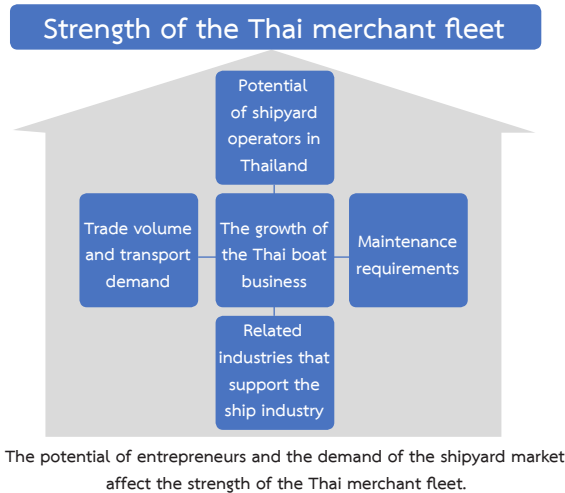 Strength of the Thai merchant fleet
Potential
of shipyard
operators in
Thailand
Trade volume
and transport
demand
The growth of
the Thai boat
business
Maintenance
requirements
Related
industries that
support the
ship industry
The potential of entrepreneurs and the demand of the shipyard market
affect the strength of the Thai merchant fleet.